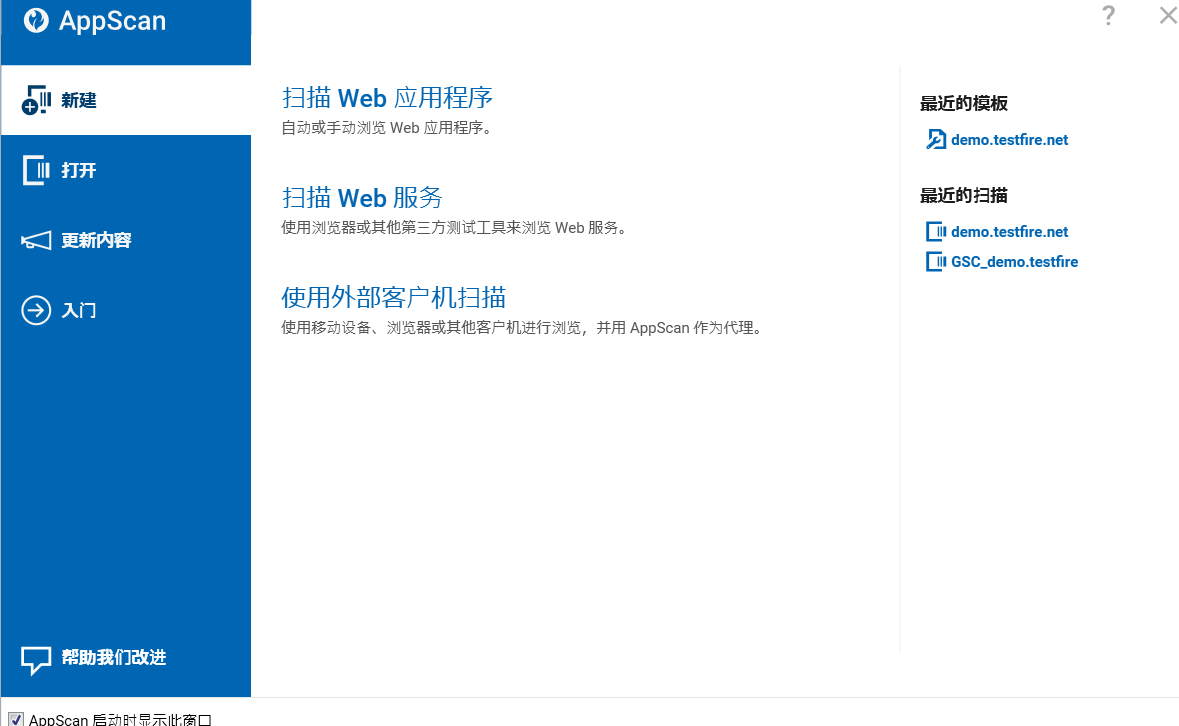 AppScan
?
新建
打开
更新内容
入门
帮助我们改进
扫描 Web 应用程序
自动或手动浏览 Web 应用程序。
扫描 Web 服务
使用浏览器或其他第三方测试工具来浏览 Web 服务。
使用外部客户机扫描
使用移动设备、浏览器或其他客户机进行浏览，并用 AppScan 作为代理。
最近的模板
demo.testfire.net
最近的扫描
demo.testfire.net
GSC_demo.testfire
AppScan 启动时显示此窗口